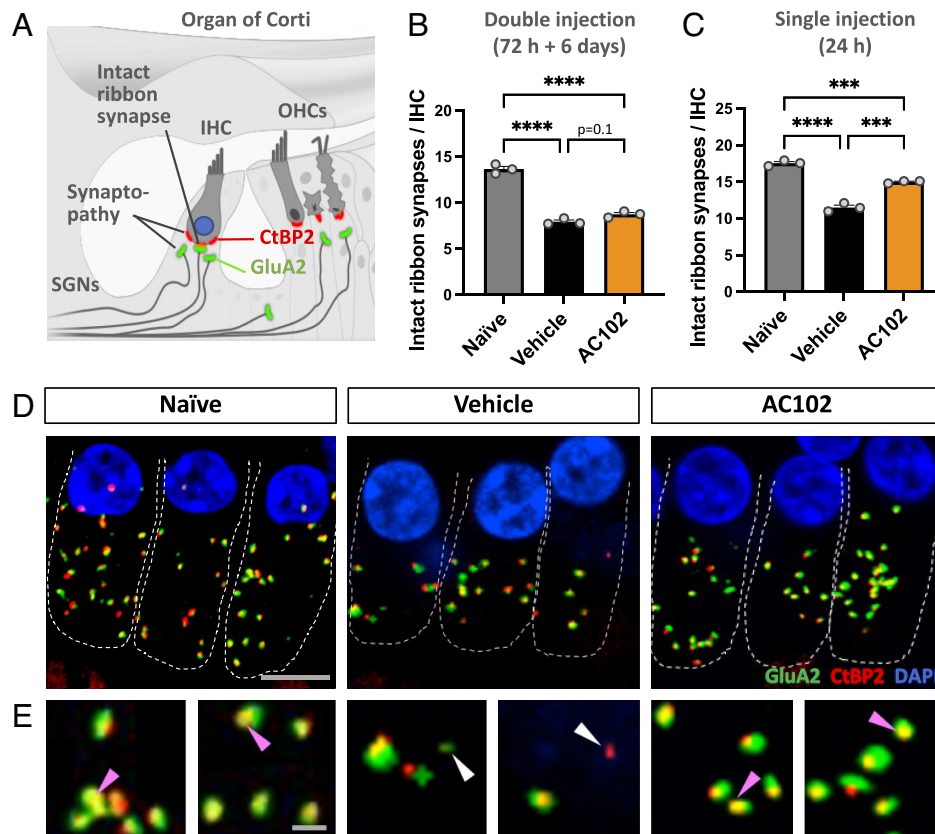 A
Organ of Corti
Intact
ribbon
synapse
IHC
OHCs
Synapto-
pathy
CtBP2
GluA2
SGNs
B
Double injection
(72 h + 6 days)
Intact ribbon synapses / IHC
20
15
10
5
0
****
****
p=0.1
Naïve
Vehicle
AC102
C
Single injection
(24 h)
Intact ribbon synapses / IHC
25
20
15
10
5
0
***
****
***
Naïve
Vehicle
AC102
D
Naïve
Vehicle
AC102
GluA2 CtBP2 DAPI
E